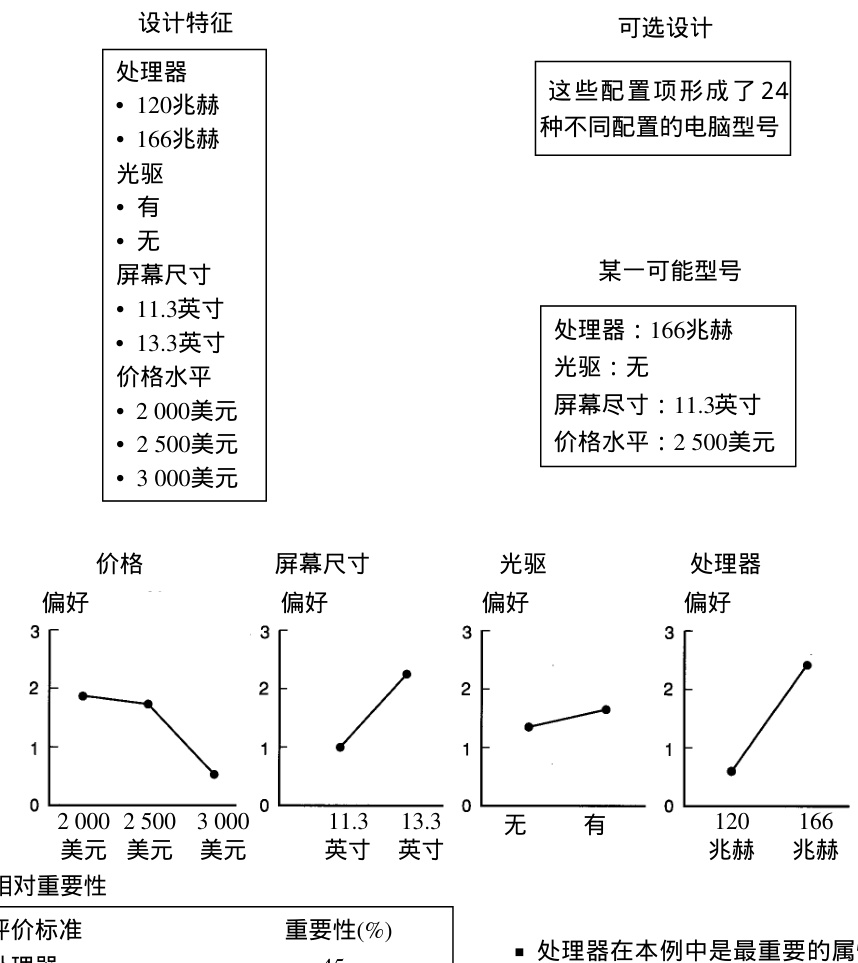 设计特征
处理器
• 120兆赫
• 166兆赫
光驱
• 有
• 无
屏幕尺寸
• 11.3英寸
• 13.3英寸
价格水平
• 2 000美元
• 2 500美元
• 3 000美元
可选设计
这些配置项形成了24
种不同配置的电脑型号
某一可能型号
处理器：166兆赫
光驱：无
屏幕尽寸：11.3英寸
价格水平：2 500美元
价格
偏好
3
2
1
0
2 000 2 500 3 000
美元 美元 美元
屏幕尺寸
偏好
3
2
1
0
11.3 13.3
英寸 英寸
光驱
偏好
3
2
1
0
无 有
处理器
偏好
3
2
1
0
120 166
兆赫 兆赫
相对重要性
评价标准 重要性(%)
■ 处理器在本例中是最重要的属